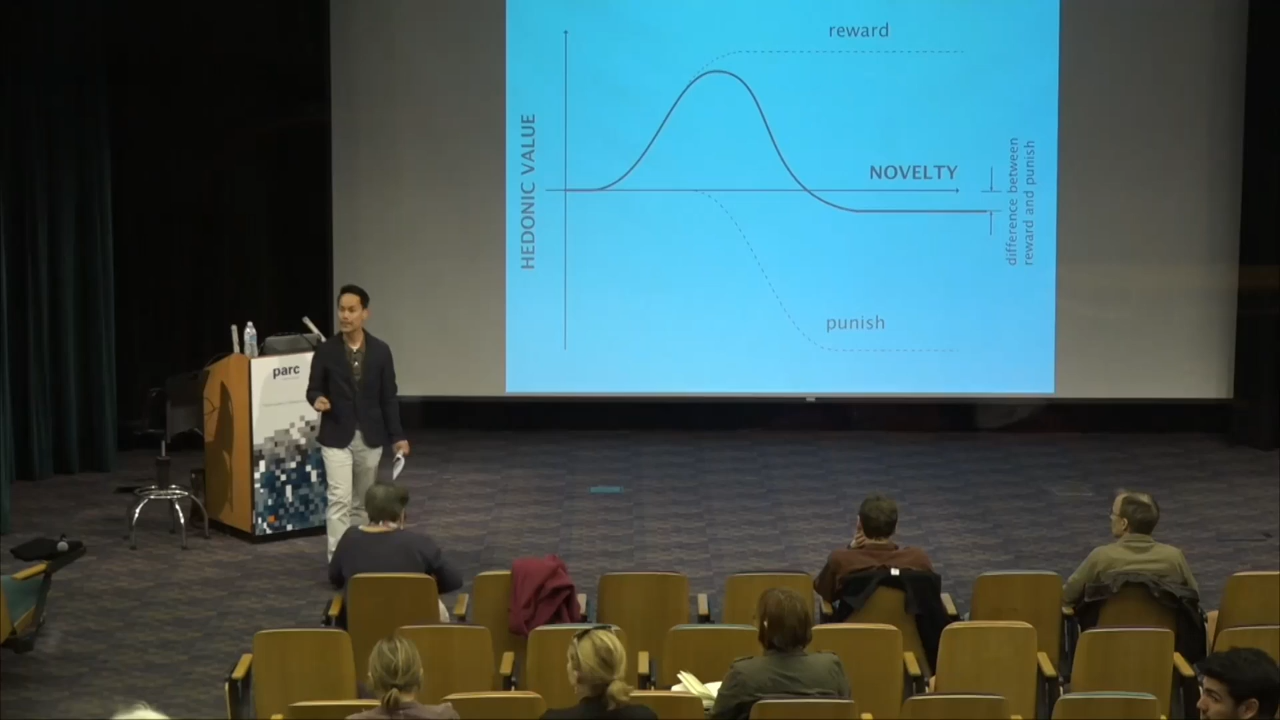 reward
HEDONIC VALUE
NOVELTY
difference between
reward and punish
punish
parc